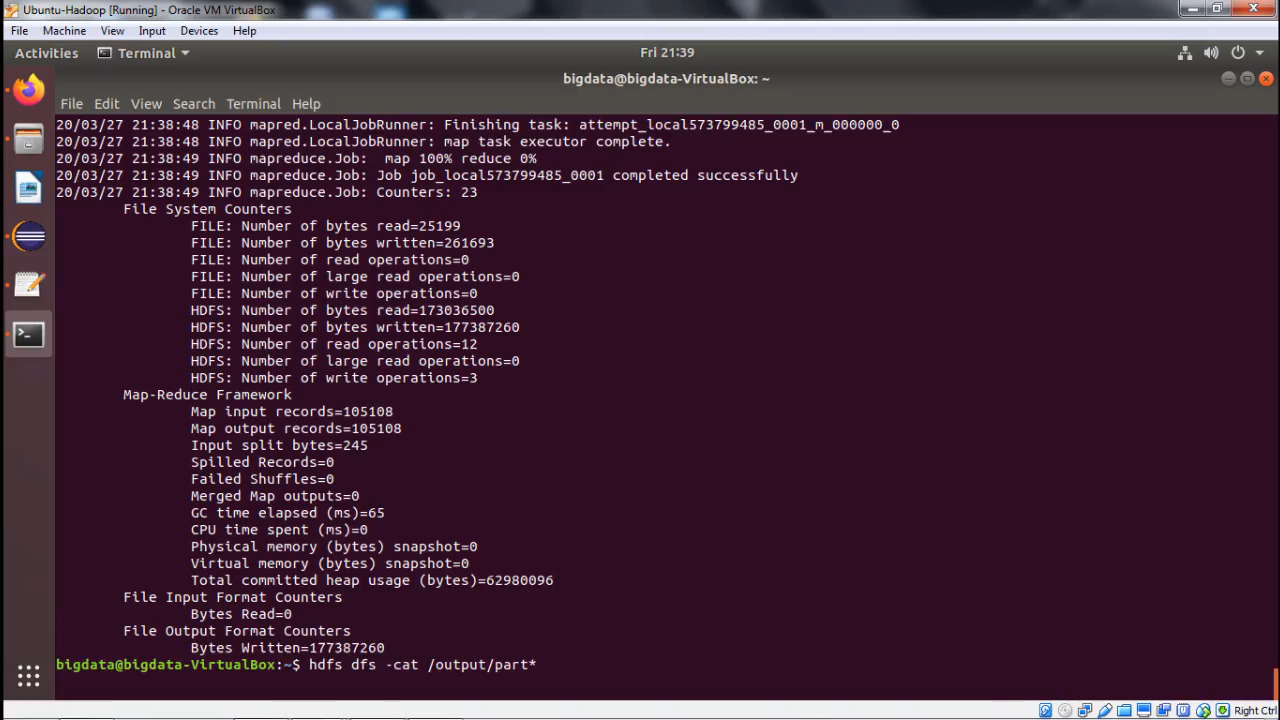 Ubuntu-Hadoop [Running] - Oracle VM VirtualBox
File Machine View Input Devices Help
Activities Terminal Fri 21:39
bigdata@bigdata-VirtualBox: ~
File Edit View Search Terminal Help
20/03/27 21:38:48 INFO mapred.LocalJobRunner: Finishing task: attempt_local573799485_0001_m_000000_0
20/03/27 21:38:48 INFO mapred.LocalJobRunner: map task executor complete.
20/03/27 21:38:49 INFO mapreduce.Job:  map 100% reduce 0%
20/03/27 21:38:49 INFO mapreduce.Job: Job job_local573799485_0001 completed successfully
20/03/27 21:38:49 INFO mapreduce.Job: Counters: 23
File System Counters
FILE: Number of bytes read=25199
FILE: Number of bytes written=261693
FILE: Number of read operations=0
FILE: Number of large read operations=0
FILE: Number of write operations=0
HDFS: Number of bytes read=173036500
HDFS: Number of bytes written=177387260
HDFS: Number of read operations=12
HDFS: Number of large read operations=0
HDFS: Number of write operations=3
Map-Reduce Framework
Map input records=105108
Map output records=105108
Input split bytes=245
Spilled Records=0
Failed Shuffles=0
Merged Map outputs=0
GC time elapsed (ms)=65
CPU time spent (ms)=0
Physical memory (bytes) snapshot=0
Virtual memory (bytes) snapshot=0
Total committed heap usage (bytes)=62980096
File Input Format Counters
Bytes Read=0
File Output Format Counters
Bytes Written=177387260
bigdata@bigdata-VirtualBox:~$ hdfs dfs -cat /output/part*
Right Ctrl